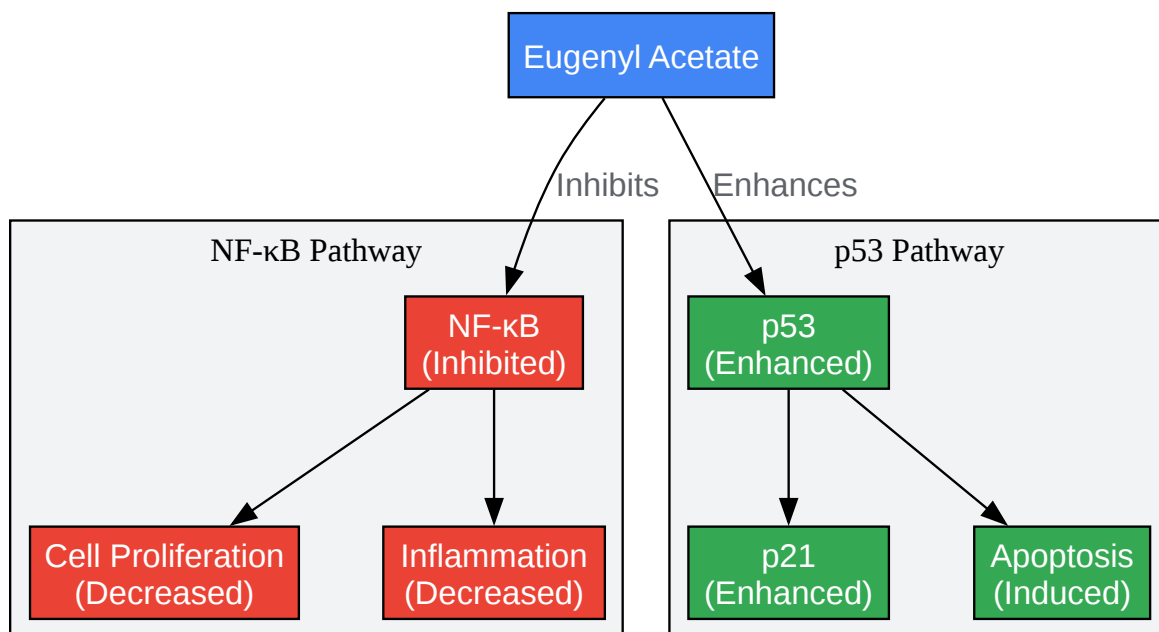 Eugenyl Acetate
Inhibits
Enhances
NF-κB Pathway
p53 Pathway
NF-κB
(Inhibited)
p53
(Enhanced)
Cell Proliferation
(Decreased)
Inflammation
(Decreased)
p21
(Enhanced)
Apoptosis
(Induced)